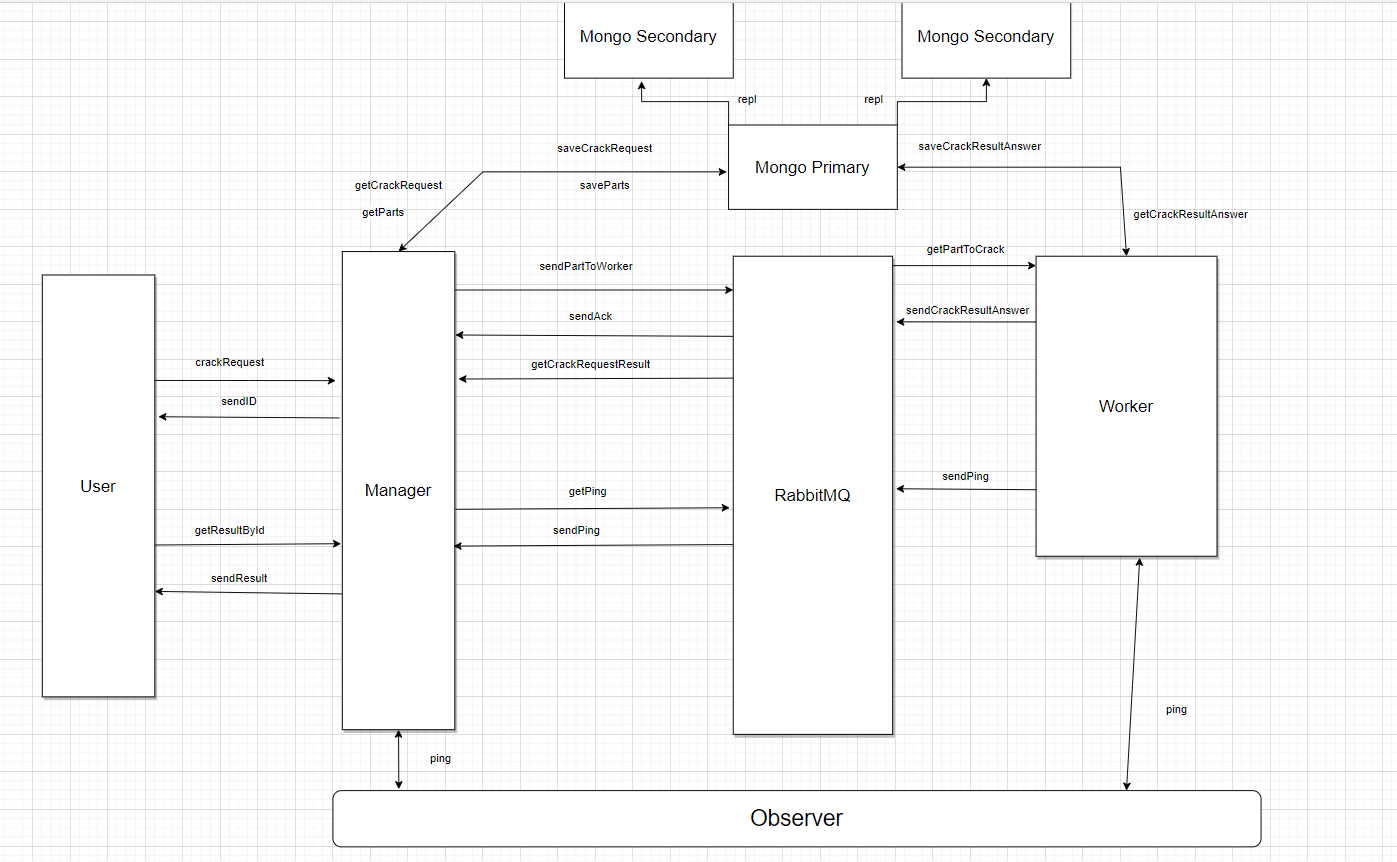 Mongo Secondary
Mongo Secondary
repl
repl
saveCrackRequest
saveCrackResultAnswer
Mongo Primary
getCrackRequest
saveParts
getParts
getCrackResultAnswer
getPartToCrack
sendPartToWorker
sendCrackResultAnswer
sendAck
crackRequest
getCrackRequestResult
sendID
Worker
sendPing
User
Manager
getPing
RabbitMQ
getResultById
sendPing
sendResult
ping
ping
Observer